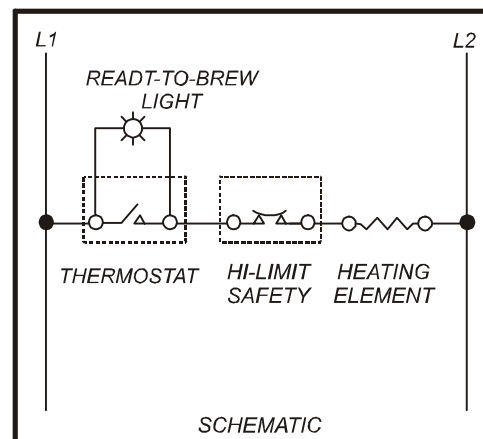 L1
L2
READT-TO-BREW
LIGHT
THERMOSTAT
HI-LIMIT
SAFETY
HEATING
ELEMENT
SCHEMATIC